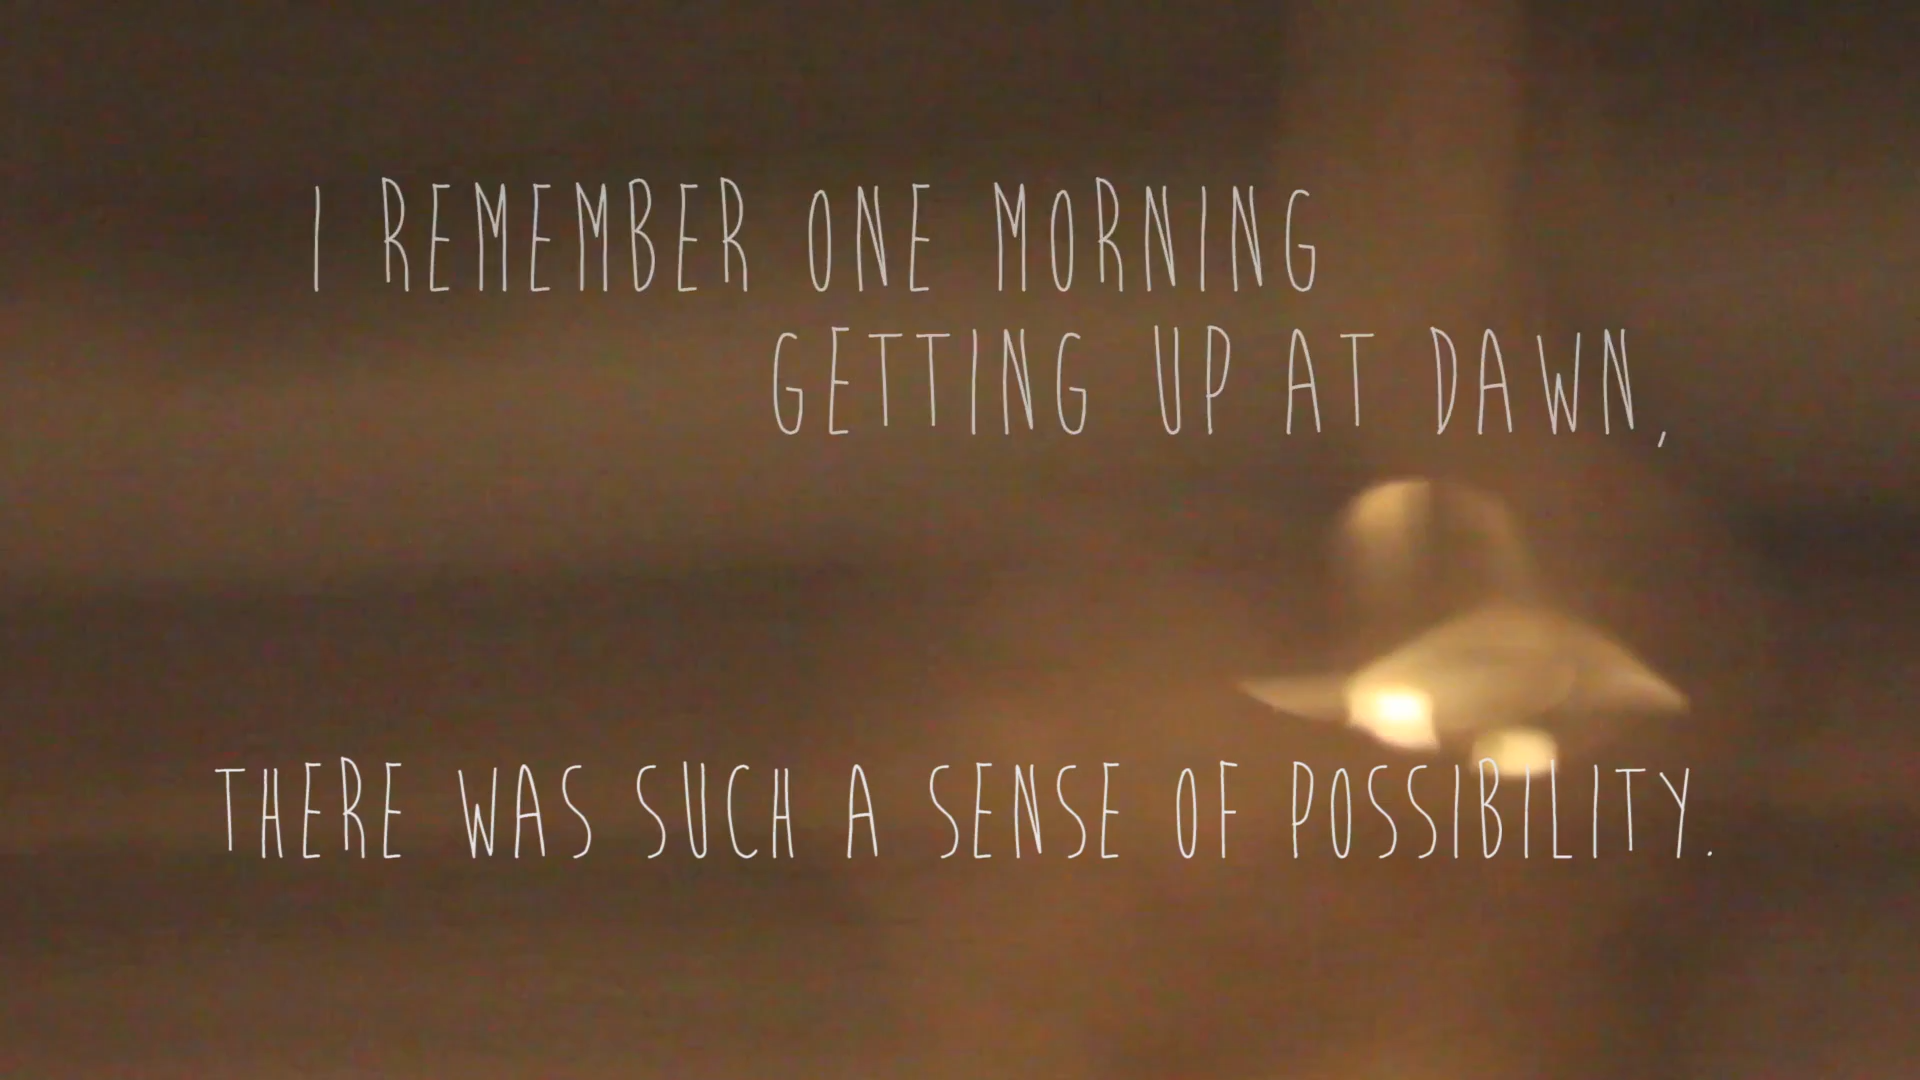 I REMEMBER ONE MORNING
GETTING UP AT DAWN,
THERE WAS SUCH A SENSE OF POSSIBILITY.